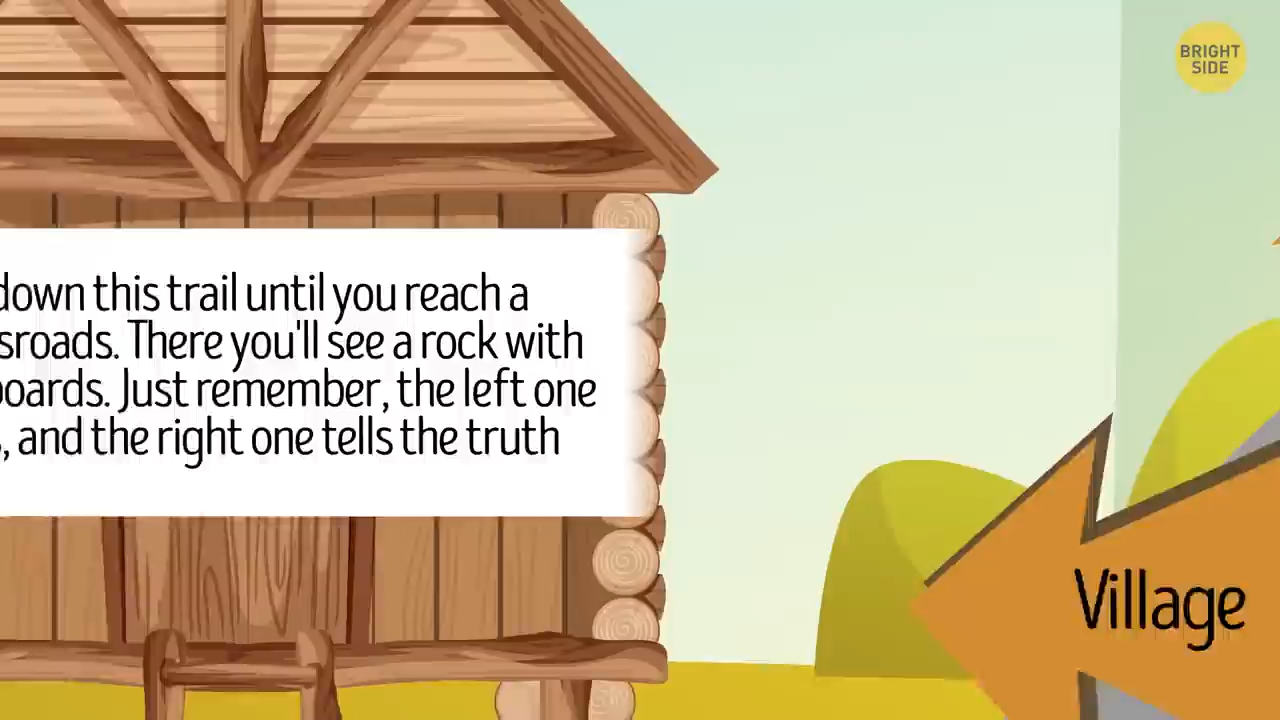 down this trail until you reach a
sroads. There you'll see a rock with
boards. Just remember, the left one
, and the right one tells the truth
Village
BRIGHT
SIDE